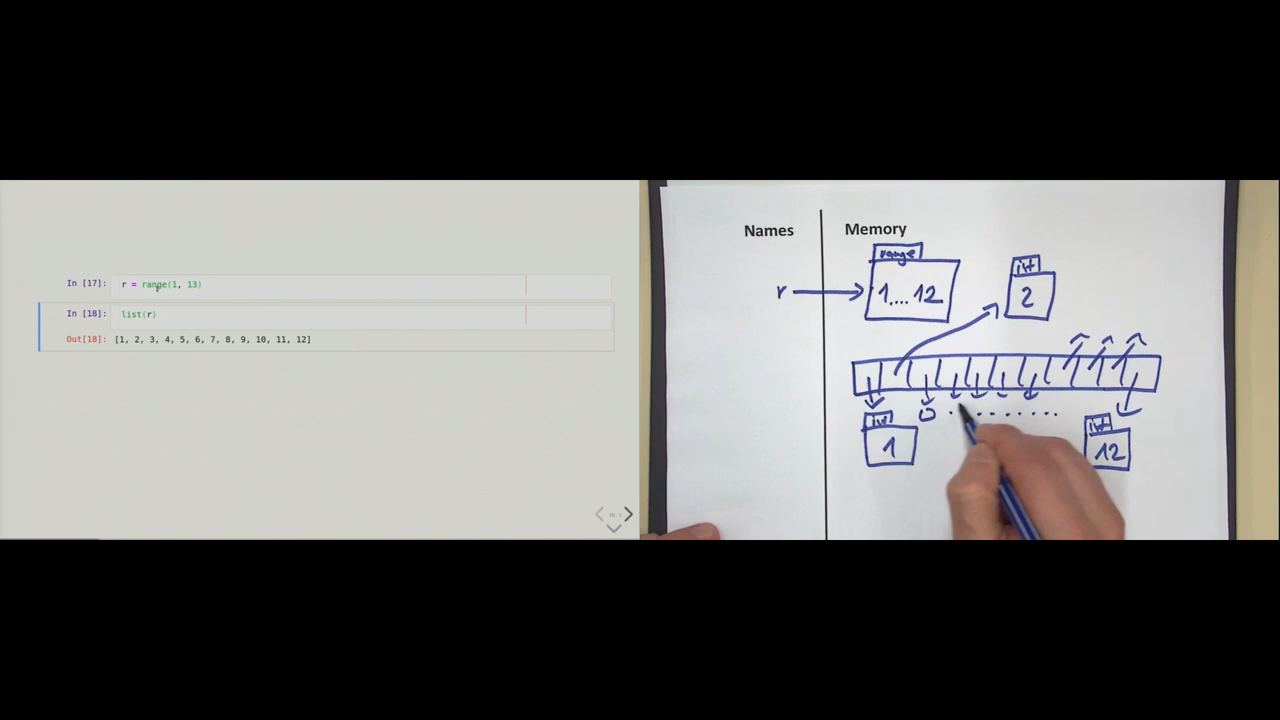 In [17]: r = range(1, 13)
In [18]: list(r)
Out[18]: [1, 2, 3, 4, 5, 6, 7, 8, 9, 10, 11, 12]
Names Memory
range
r 1....12
int
2
int
1
int
12